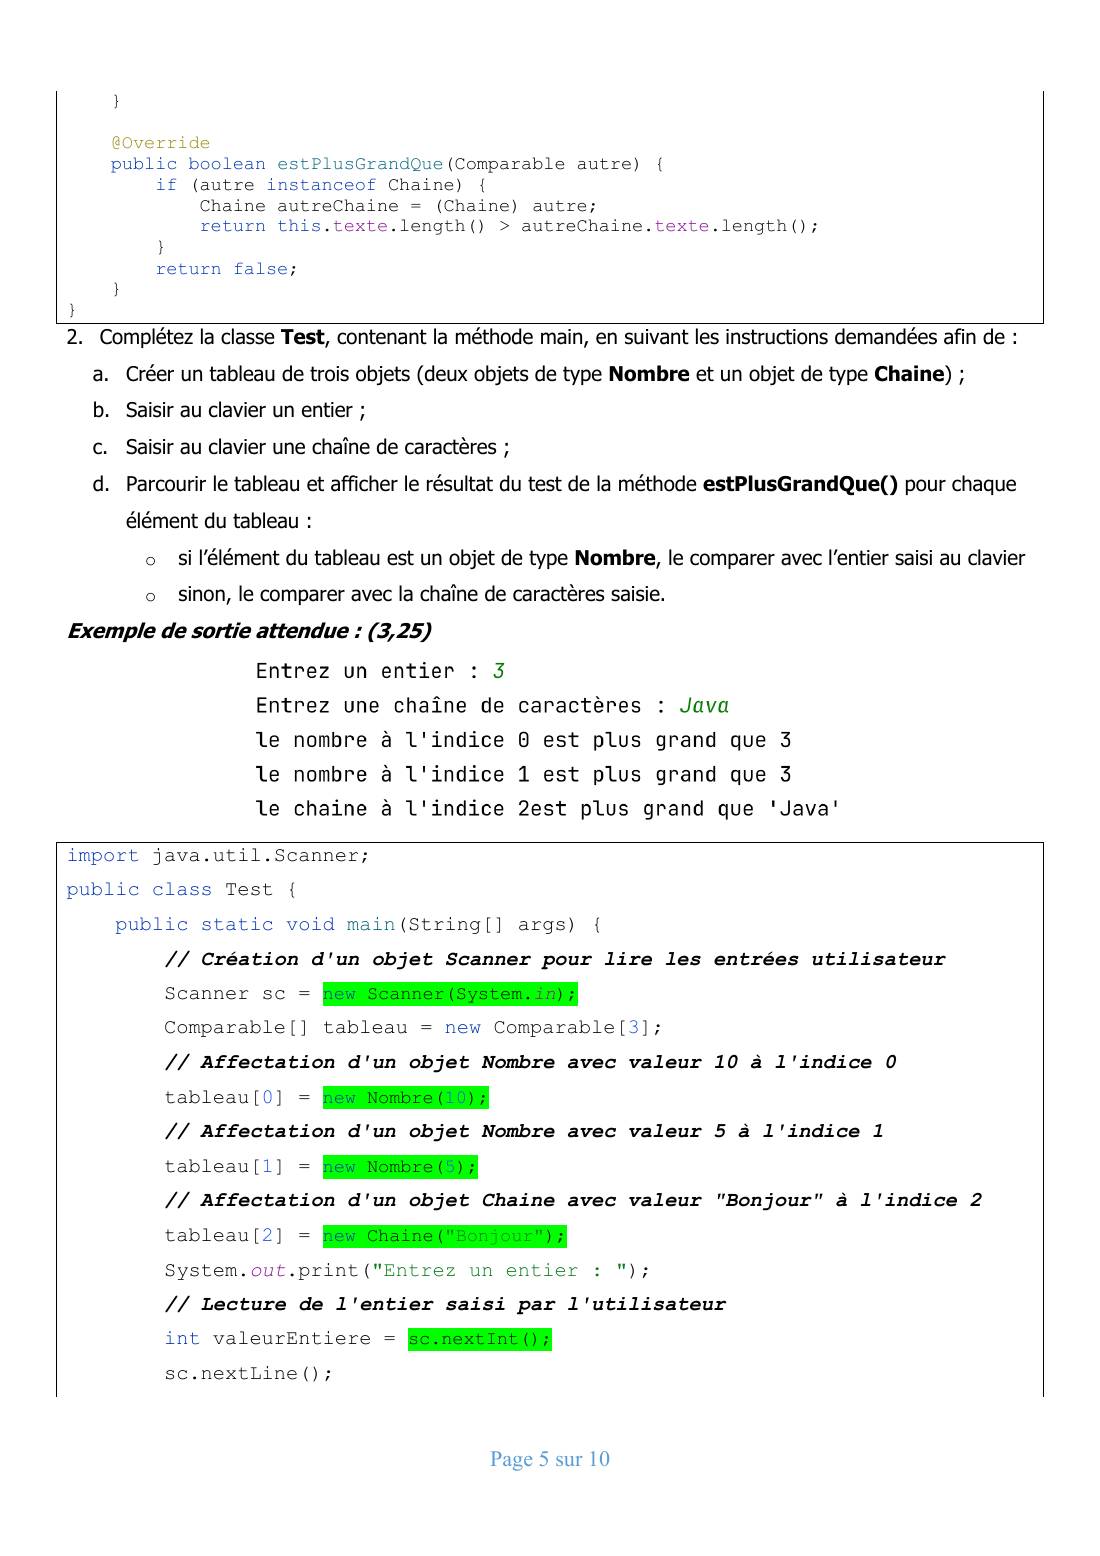 }
@Override
public boolean estPlusGrandQue(Comparable autre) {
if (autre instanceof Chaine) {
Chaine autreChaine = (Chaine) autre;
return this.texte.length() > autreChaine.texte.length();
}
return false;
}
}
2. Complétez la classe Test, contenant la méthode main, en suivant les instructions demandées afin de :
a. Créer un tableau de trois objets (deux objets de type Nombre et un objet de type Chaine) ;
b. Saisir au clavier un entier ;
c. Saisir au clavier une chaîne de caractères ;
d. Parcourir le tableau et afficher le résultat du test de la méthode estPlusGrandQue() pour chaque
élément du tableau :
o si l’élément du tableau est un objet de type Nombre, le comparer avec l’entier saisi au clavier
o sinon, le comparer avec la chaîne de caractères saisie.
Exemple de sortie attendue : (3,25)
Entrez un entier : 3
Entrez une chaîne de caractères : Java
le nombre à l'indice 0 est plus grand que 3
le nombre à l'indice 1 est plus grand que 3
le chaine à l'indice 2est plus grand que 'Java'
import java.util.Scanner;
public class Test {
public static void main(String[] args) {
// Création d'un objet Scanner pour lire les entrées utilisateur
Scanner sc = new Scanner(System.in);
Comparable[] tableau = new Comparable[3];
// Affectation d'un objet Nombre avec valeur 10 à l'indice 0
tableau[0] = new Nombre(10);
// Affectation d'un objet Nombre avec valeur 5 à l'indice 1
tableau[1] = new Nombre(5);
// Affectation d'un objet Chaine avec valeur "Bonjour" à l'indice 2
tableau[2] = new Chaine("Bonjour");
System.out.print("Entrez un entier : ");
// Lecture de l'entier saisi par l'utilisateur
int valeurEntiere = sc.nextInt();
sc.nextLine();
Page 5 sur 10